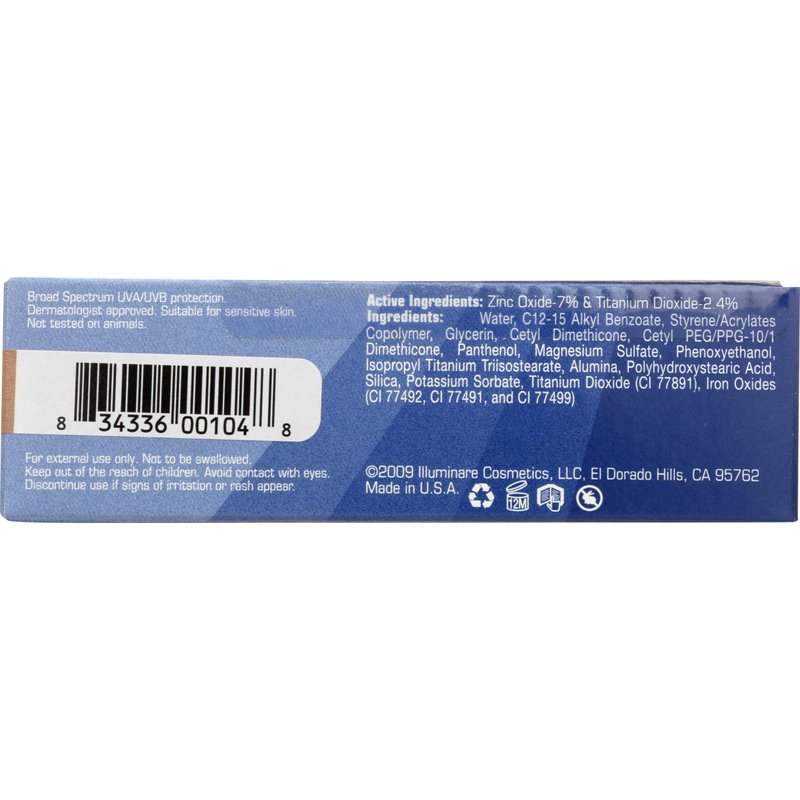 Broad Spectrum UVA/UVB protection.
Dermatologist approved. Suitable for sensitive skin.
Not tested on animals.
8 34336 00104 8
For external use only. Not to be swallowed,
Keep out of the reach of children. Avoid contact with eyes.
Discontinue use if signs of irritation or rash appear.
Active Ingredients: Zinc Oxide-7% & Titanium Dioxide-2.4%
Ingredients: Water, C12-15 Alkyl Benzoate, Styrene/Acrylates
Copolymer, Glycerin, Cetyl Dimethicone, Cetyl PEG/PPG-10/1
Dimethicone, Panthenol, Magnesium Sulfate, Phenoxyethanol,
Isopropyl Titanium Triisostearate, Alumina, Polyhydroxystearic Acid,
Silica, Potassium Sorbate, Titanium Dioxide (CI 77891), Iron Oxides
(CI 77492, CI 77491, and CI 77499)
©2009 Illuminare Cosmetics, LLC, El Dorado Hills, CA 95762
Made in U.S.A. 12M